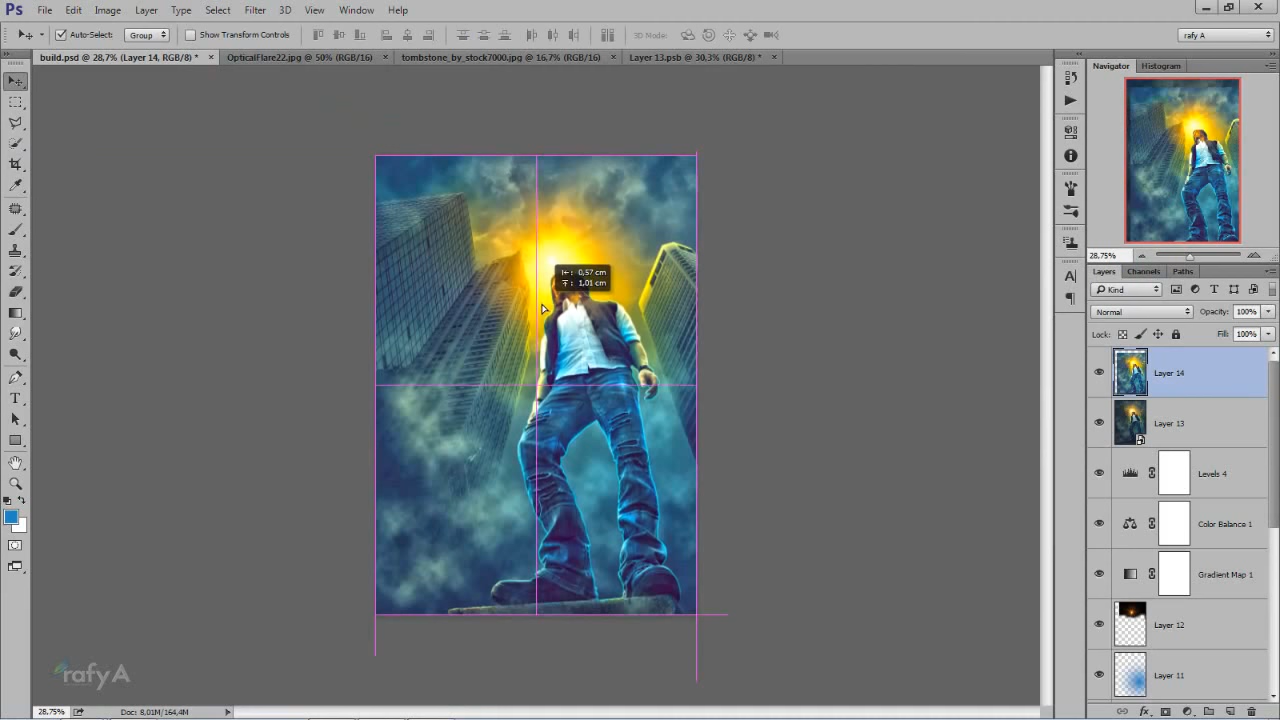 Ps File Edit Image Layer Type Select Filter 3D View Window Help
Auto-Select: Group Show Transform Controls 3D Mode: rafy A
build.psd @ 28,7% (Layer 14, RGB/8) * × OpticalFlare22.jpg @ 50% (RGB/16) × tombstone_by_stock7000.jpg @ 16,7% (RGB/16) × Layer 13.psb @ 30,3% (RGB/8) * ×
Navigator Histogram
28,75%
Layers Channels Paths
Kind
Normal Opacity: 100%
Lock: Fill: 100%
Layer 14
Layer 13
Levels 4
Color Balance 1
Gradient Map 1
Layer 12
Layer 11
: 0,57 cm
: 1,01 cm
rafy A
28,75% Doc: 8,01M/164,4M